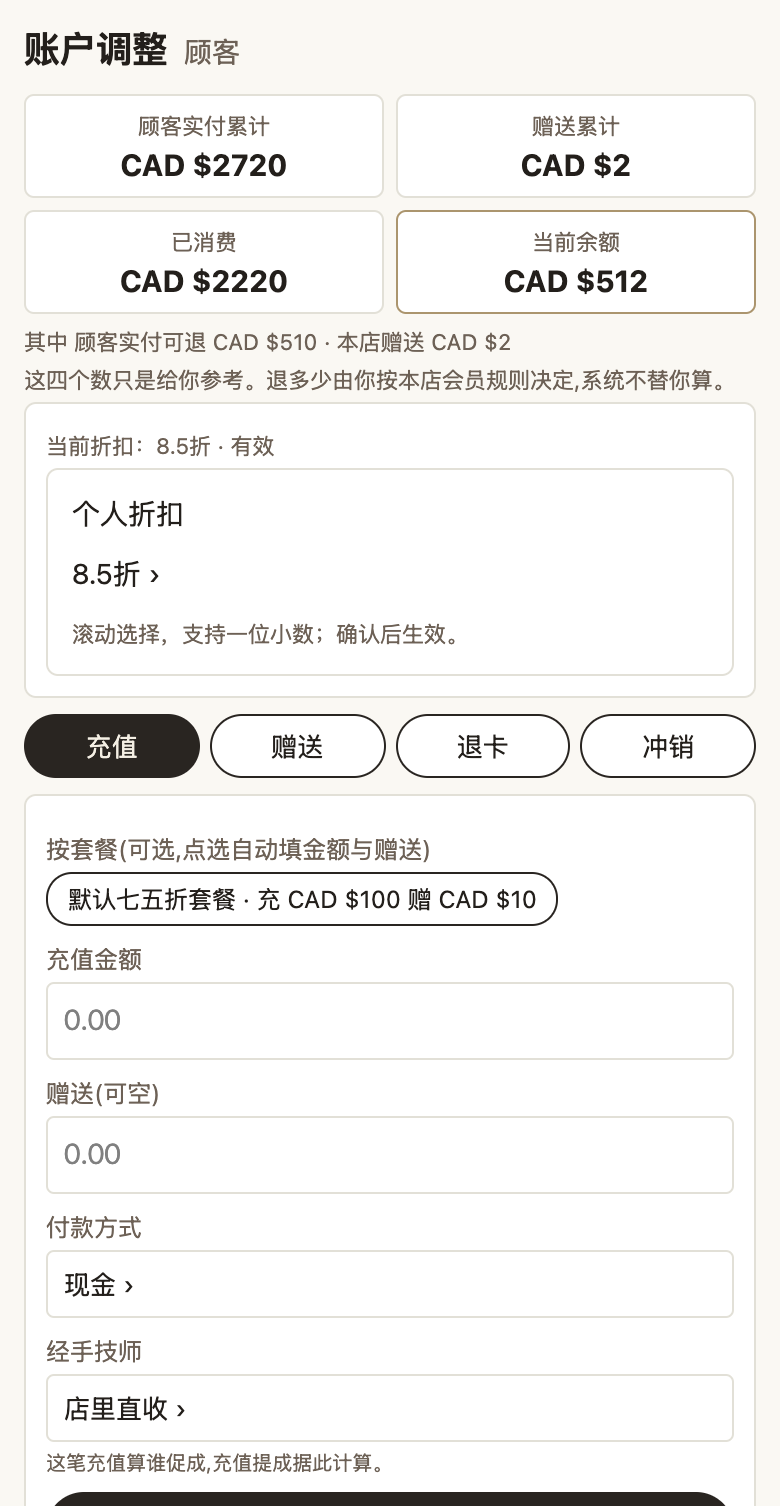 账户调整 顾客
顾客实付累计
CAD $2720
赠送累计
CAD $2
已消费
CAD $2220
当前余额
CAD $512
其中 顾客实付可退 CAD $510 · 本店赠送 CAD $2
这四个数只是给你参考。退多少由你按本店会员规则决定,系统不替你算。
当前折扣：8.5折 · 有效
个人折扣
8.5折 ›
滚动选择，支持一位小数；确认后生效。
充值
赠送
退卡
冲销
按套餐(可选,点选自动填金额与赠送)
默认七五折套餐 · 充 CAD $100 赠 CAD $10
充值金额
0.00
赠送(可空)
0.00
付款方式
现金 ›
经手技师
店里直收 ›
这笔充值算谁促成,充值提成据此计算。